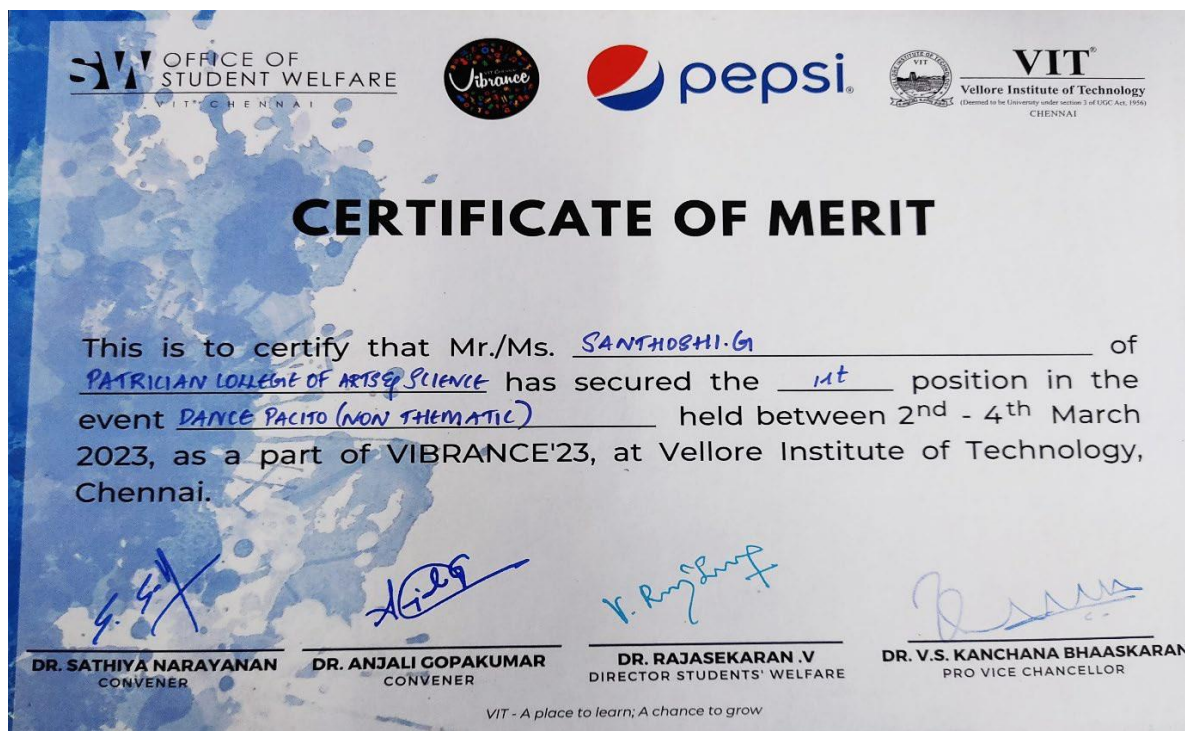 SW OFFICE OF
STUDENT WELFARE
VIT® CHENNAI
VIT Chennai
Vibrance
pepsi.
VIT
VIT®
Vellore Institute of Technology
(Deemed to be University under section 3 of UGC Act, 1956)
CHENNAI
CERTIFICATE OF MERIT
This is to certify that Mr./Ms. SANTHOSHI.G of
PATRICIAN COLLEGE OF ARTS & SCIENCE has secured the 1st position in the
event DANCE PACITO (NON THEMATIC) held between 2nd - 4th March
2023, as a part of VIBRANCE'23, at Vellore Institute of Technology,
Chennai.
DR. SATHIYA NARAYANAN
CONVENER
DR. ANJALI GOPAKUMAR
CONVENER
DR. RAJASEKARAN .V
DIRECTOR STUDENTS' WELFARE
DR. V.S. KANCHANA BHAASKARAN
PRO VICE CHANCELLOR
VIT - A place to learn; A chance to grow